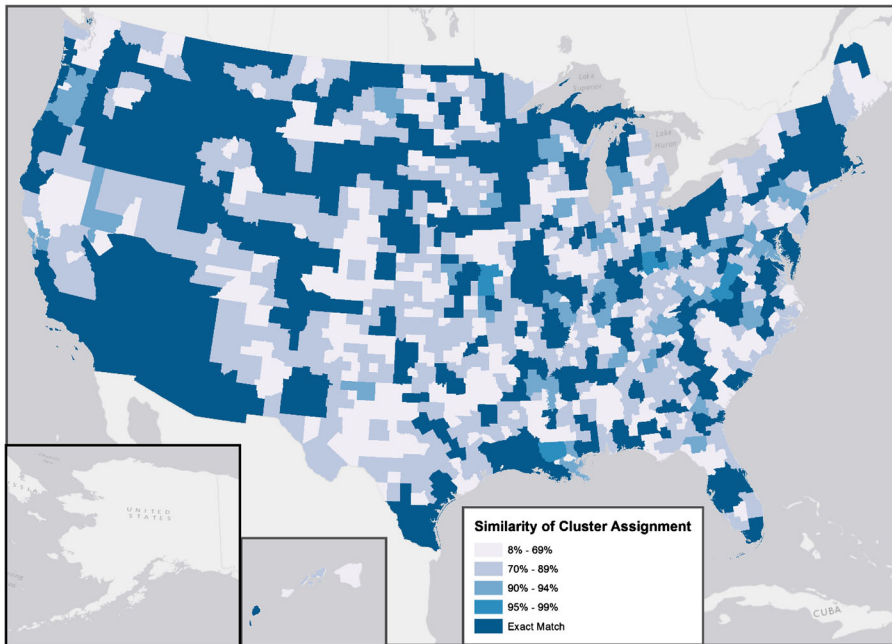 Lake
Superior
Lake
Huron
UNITED
STATES
Similarity of Cluster Assignment
8% - 69%
70% - 89%
90% - 94%
95% - 99%
Exact Match
CUBA